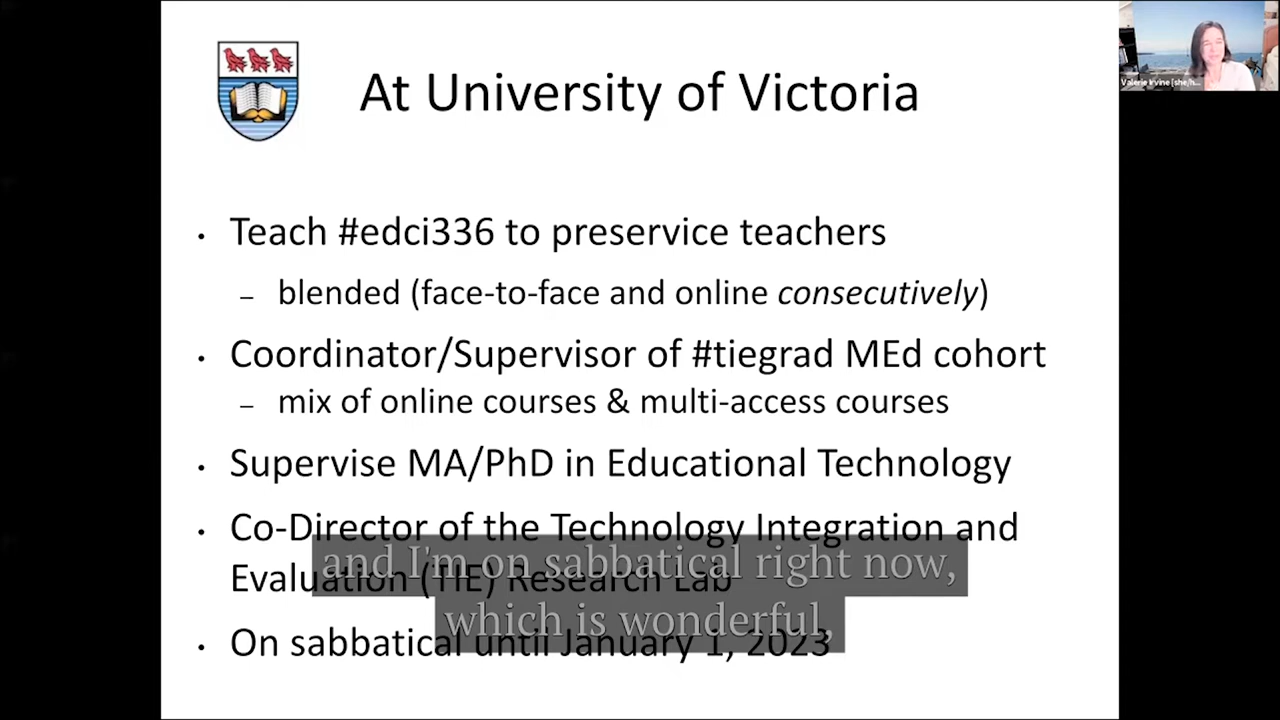 At University of Victoria
Valerie Irvine (she/h...
• Teach #edci336 to preservice teachers
– blended (face-to-face and online consecutively)
• Coordinator/Supervisor of #tiegrad MEd cohort
– mix of online courses & multi-access courses
• Supervise MA/PhD in Educational Technology
• Co-Director of the Technology Integration and
Evaluation (TIE) Research Lab
and I'm on sabbatical right now,
which is wonderful,
• On sabbatical until January 1, 2023